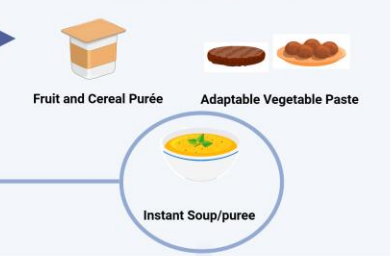 Fruit and Cereal Purée
Adaptable Vegetable Paste
Instant Soup/puree